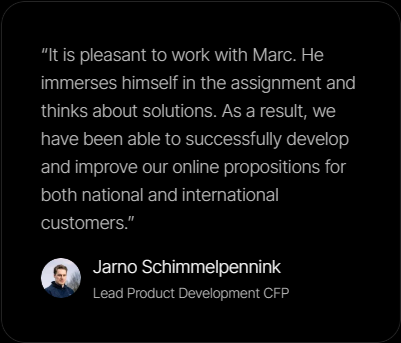 “It is pleasant to work with Marc. He
immerses himself in the assignment and
thinks about solutions. As a result, we
have been able to successfully develop
and improve our online propositions for
both national and international
customers.”
Jarno Schimmelpennink
Lead Product Development CFP